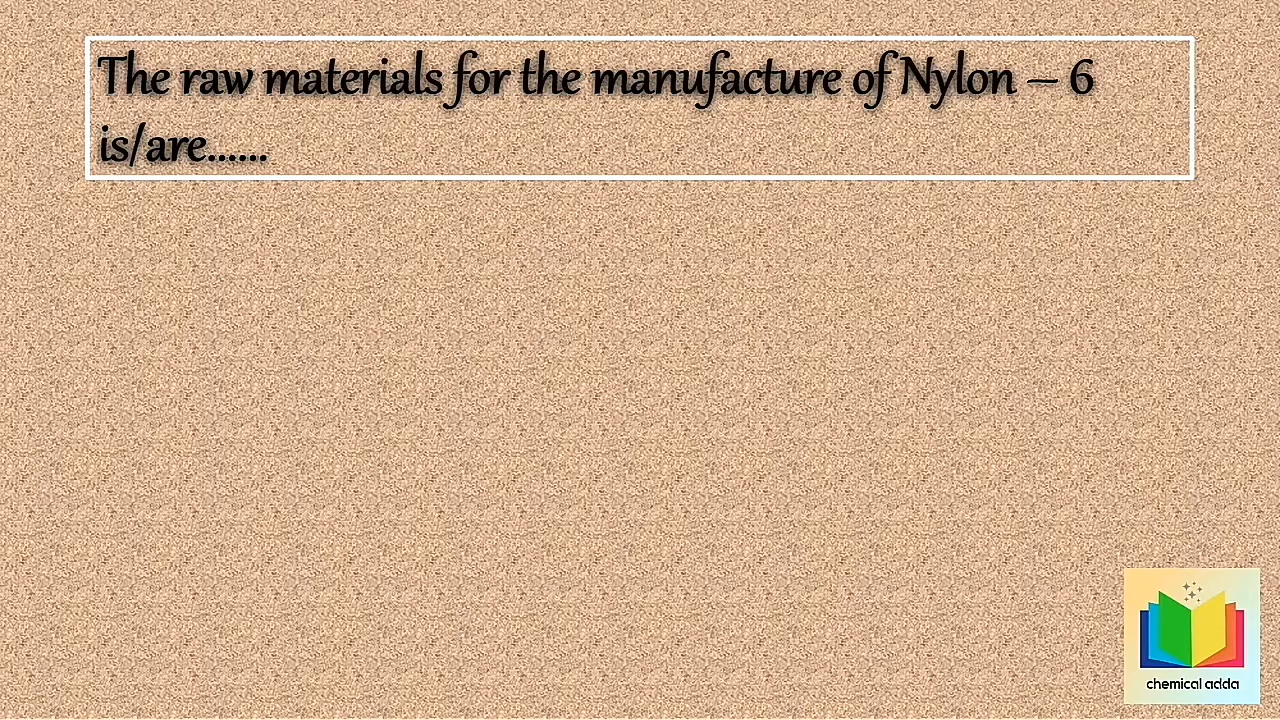 The raw materials for the manufacture of Nylon – 6
is/are......
chemical adda